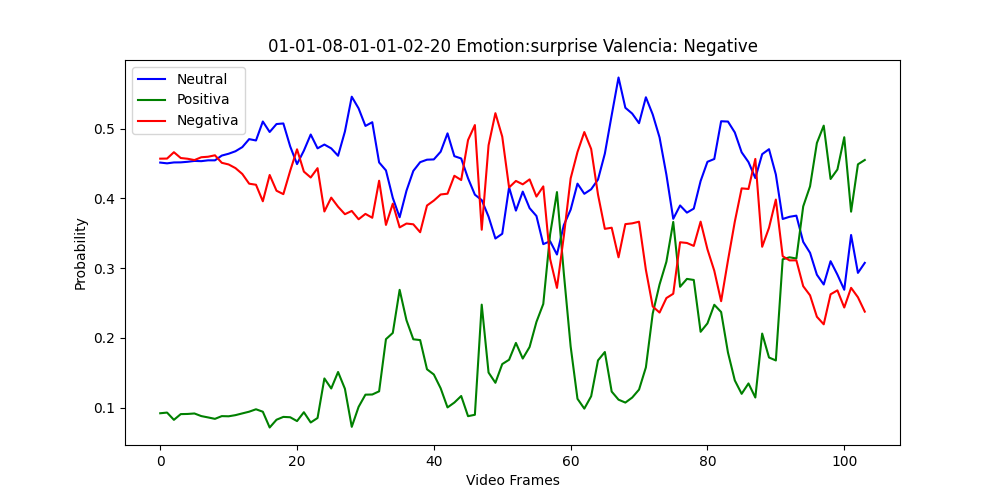 01-01-08-01-01-02-20 Emotion:surprise Valencia: Negative
Neutral
Positiva
Negativa
0.5
0.4
0.3
0.2
0.1
Probability
0 20 40 60 80 100
Video Frames